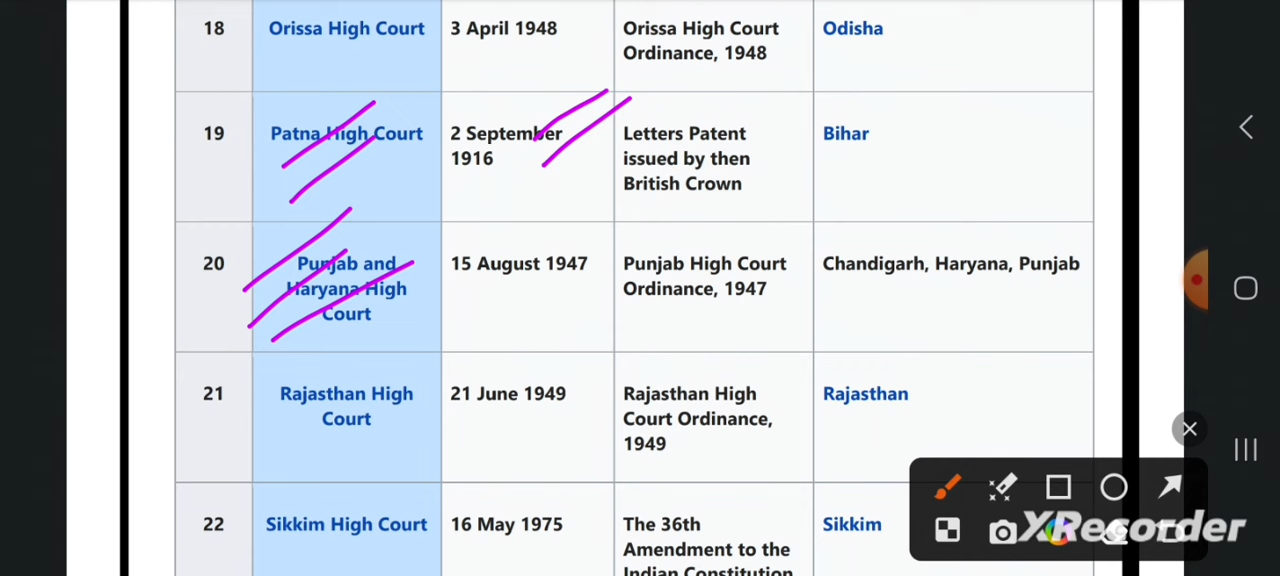 18 Orissa High Court 3 April 1948 Orissa High Court Odisha
Ordinance, 1948
19 Patna High Court 2 September Letters Patent Bihar
1916 issued by then
British Crown
20 Punjab and 15 August 1947 Punjab High Court Chandigarh, Haryana, Punjab
Haryana High Ordinance, 1947
Court
21 Rajasthan High 21 June 1949 Rajasthan High Rajasthan
Court Court Ordinance,
1949
22 Sikkim High Court 16 May 1975 The 36th Sikkim
Amendment to the
Indian Constitution
XRecorder